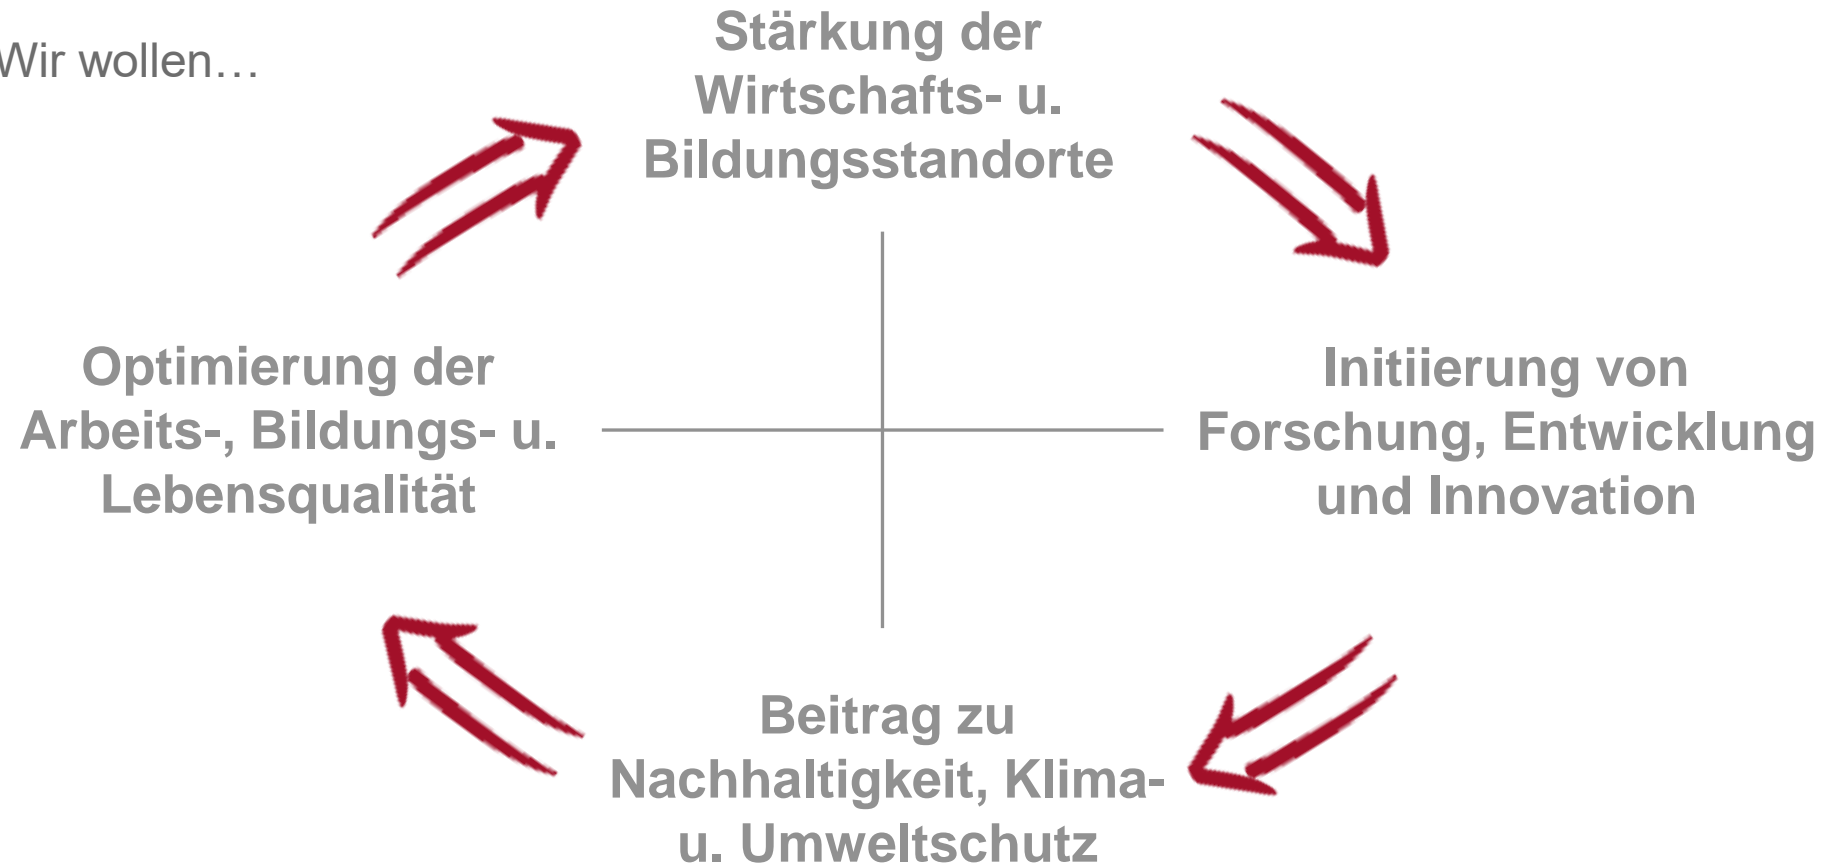 Wir wollen…
Stärkung der
Wirtschafts- u.
Bildungsstandorte
Optimierung der
Arbeits-, Bildungs- u.
Lebensqualität
Initiierung von
Forschung, Entwicklung
und Innovation
Beitrag zu
Nachhaltigkeit, Klima-
u. Umweltschutz